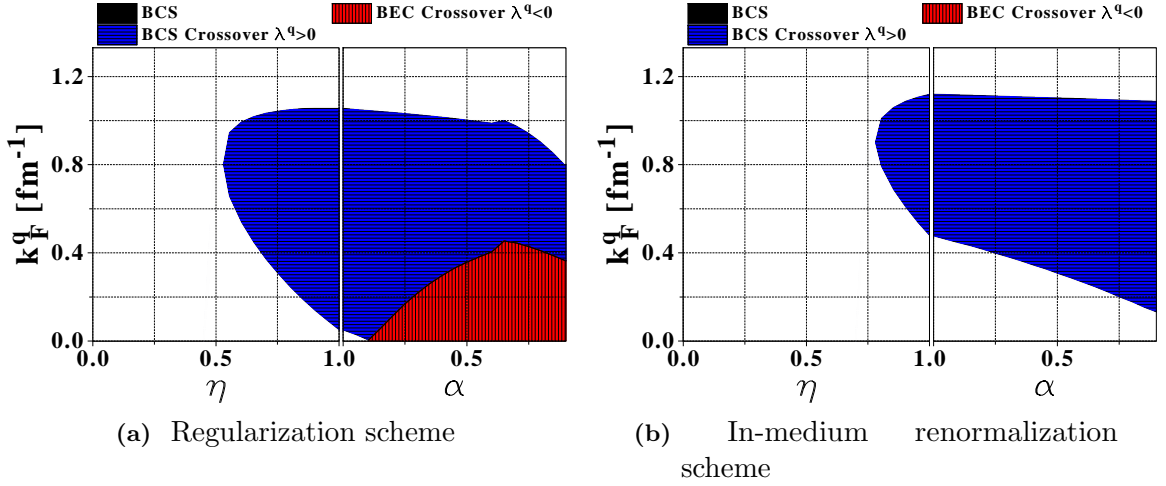 BCS
BCS Crossover λ^q>0
BEC Crossover λ^q<0
k_F^q [fm^-1]
1.2
0.8
0.4
0.0
0.0
0.5
1.0
0.5
η
α
(a) Regularization scheme
BCS
BCS Crossover λ^q>0
BEC Crossover λ^q<0
k_F^q [fm^-1]
1.2
0.8
0.4
0.0
0.0
0.5
1.0
0.5
η
α
(b) In-medium renormalization
scheme